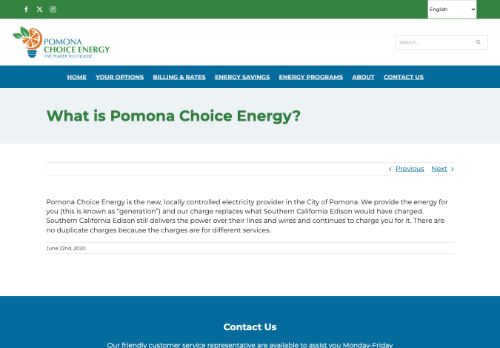 English
POMONA
CHOICE ENERGY
THE POWER TO CHOOSE
Search...
HOME YOUR OPTIONS BILLING & RATES ENERGY SAVINGS ENERGY PROGRAMS ABOUT CONTACT US
What is Pomona Choice Energy?
Previous Next
Pomona Choice Energy is the new, locally controlled electricity provider in the City of Pomona. We provide the energy for
you (this is known as "generation") and our charge replaces what Southern California Edison would have charged,
Southern California Edison still delivers the power over their lines and wires and continues to charge you for it. There are
no duplicate charges because the charges are for different services.
June 22nd, 2020
Contact Us
Our friendly customer service representative are available to assist you Monday-Friday